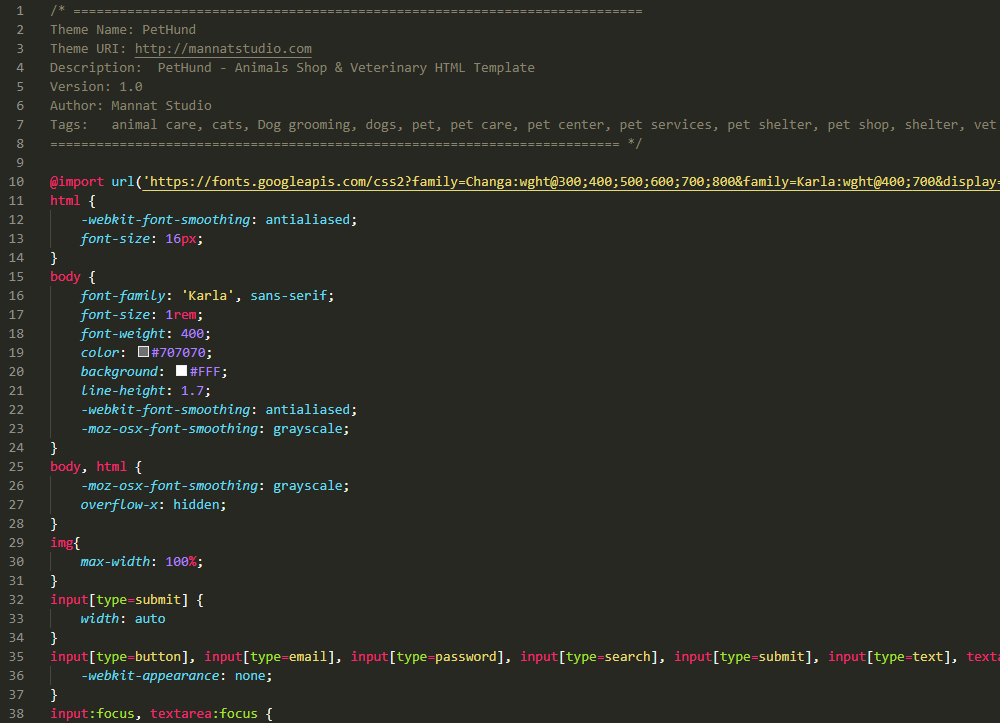 1 /* ==========================================================================
2 Theme Name: PetHund
3 Theme URI: http://mannatstudio.com
4 Description:  PetHund - Animals Shop & Veterinary HTML Template
5 Version: 1.0
6 Author: Mannat Studio
7 Tags:   animal care, cats, Dog grooming, dogs, pet, pet care, pet center, pet services, pet shelter, pet shop, shelter, vet
8 ========================================================================== */
9
10 @import url('https://fonts.googleapis.com/css2?family=Changa:wght@300;400;500;600;700;800&family=Karla:wght@400;700&display=
11 html {
12     -webkit-font-smoothing: antialiased;
13     font-size: 16px;
14 }
15 body {
16     font-family: 'Karla', sans-serif;
17     font-size: 1rem;
18     font-weight: 400;
19     color: #707070;
20     background: #FFF;
21     line-height: 1.7;
22     -webkit-font-smoothing: antialiased;
23     -moz-osx-font-smoothing: grayscale;
24 }
25 body, html {
26     -moz-osx-font-smoothing: grayscale;
27     overflow-x: hidden;
28 }
29 img{
30     max-width: 100%;
31 }
32 input[type=submit] {
33     width: auto
34 }
35 input[type=button], input[type=email], input[type=password], input[type=search], input[type=submit], input[type=text], texta
36     -webkit-appearance: none;
37 }
38 input:focus, textarea:focus {